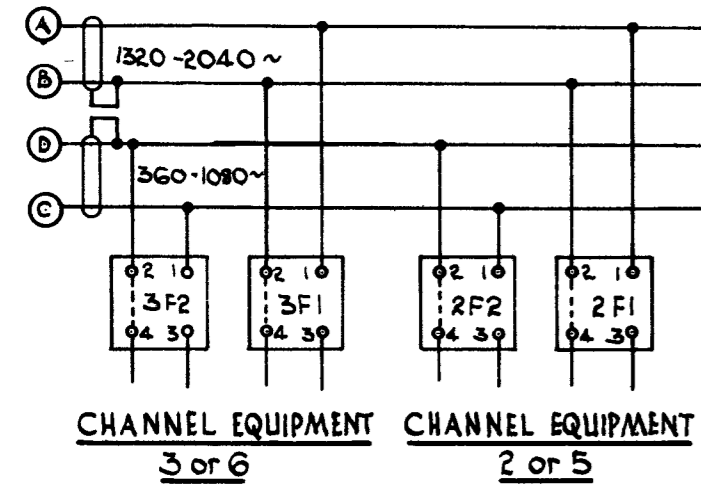 A
1320-2040~
B
D
360-1080~
C
2 1 2 1 2 1 2 1
3F2 3F1 2F2 2F1
4 3 4 3 4 3 4 3
CHANNEL EQUIPMENT CHANNEL EQUIPMENT
3 or 6 2 or 5